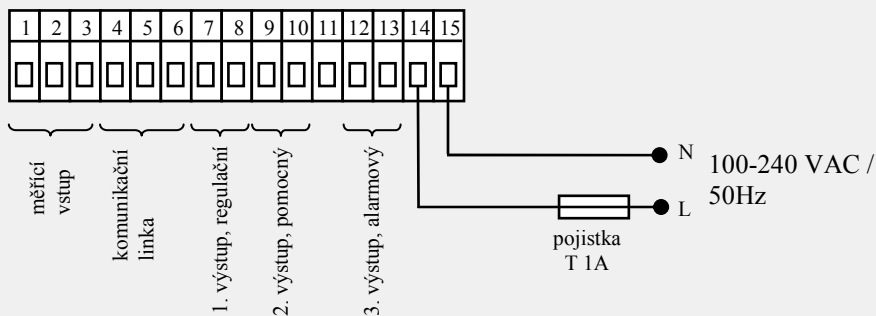 1 2 3 4 5 6 7 8 9 10 11 12 13 14 15
měřící
vstup
komunikační
linka
1. výstup, regulační
2. výstup, pomocný
3. výstup, alarmový
N
L
100-240 VAC /
50Hz
pojistka
T 1A